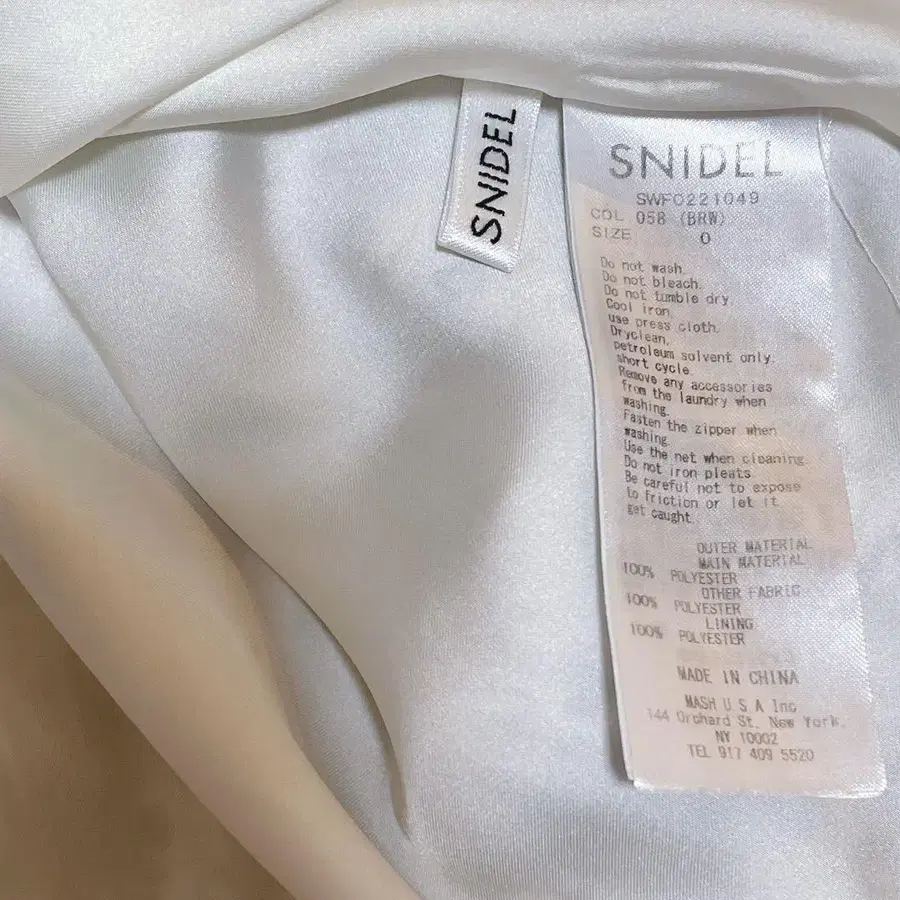 SNIDEL
SNIDEL
SWFO221049
COL 058 (BRW)
SIZE 0
Do not wash.
Do not bleach.
Do not tumble dry.
Cool iron.
use press cloth.
Dryclean,
petroleum solvent only.
short cycle.
Remove any accessories
from the laundry when
washing.
Fasten the zipper when
washing.
Use the net when cleaning.
Do not iron pleats
Be careful not to expose
to friction or let it
get caught.
OUTER MATERIAL
MAIN MATERIAL
100% POLYESTER
OTHER FABRIC
100% POLYESTER
LINING
100% POLYESTER
MADE IN CHINA
MASH U S A Inc
144 Orchard St. New York.
NY 10002
TEL 917 409 5520